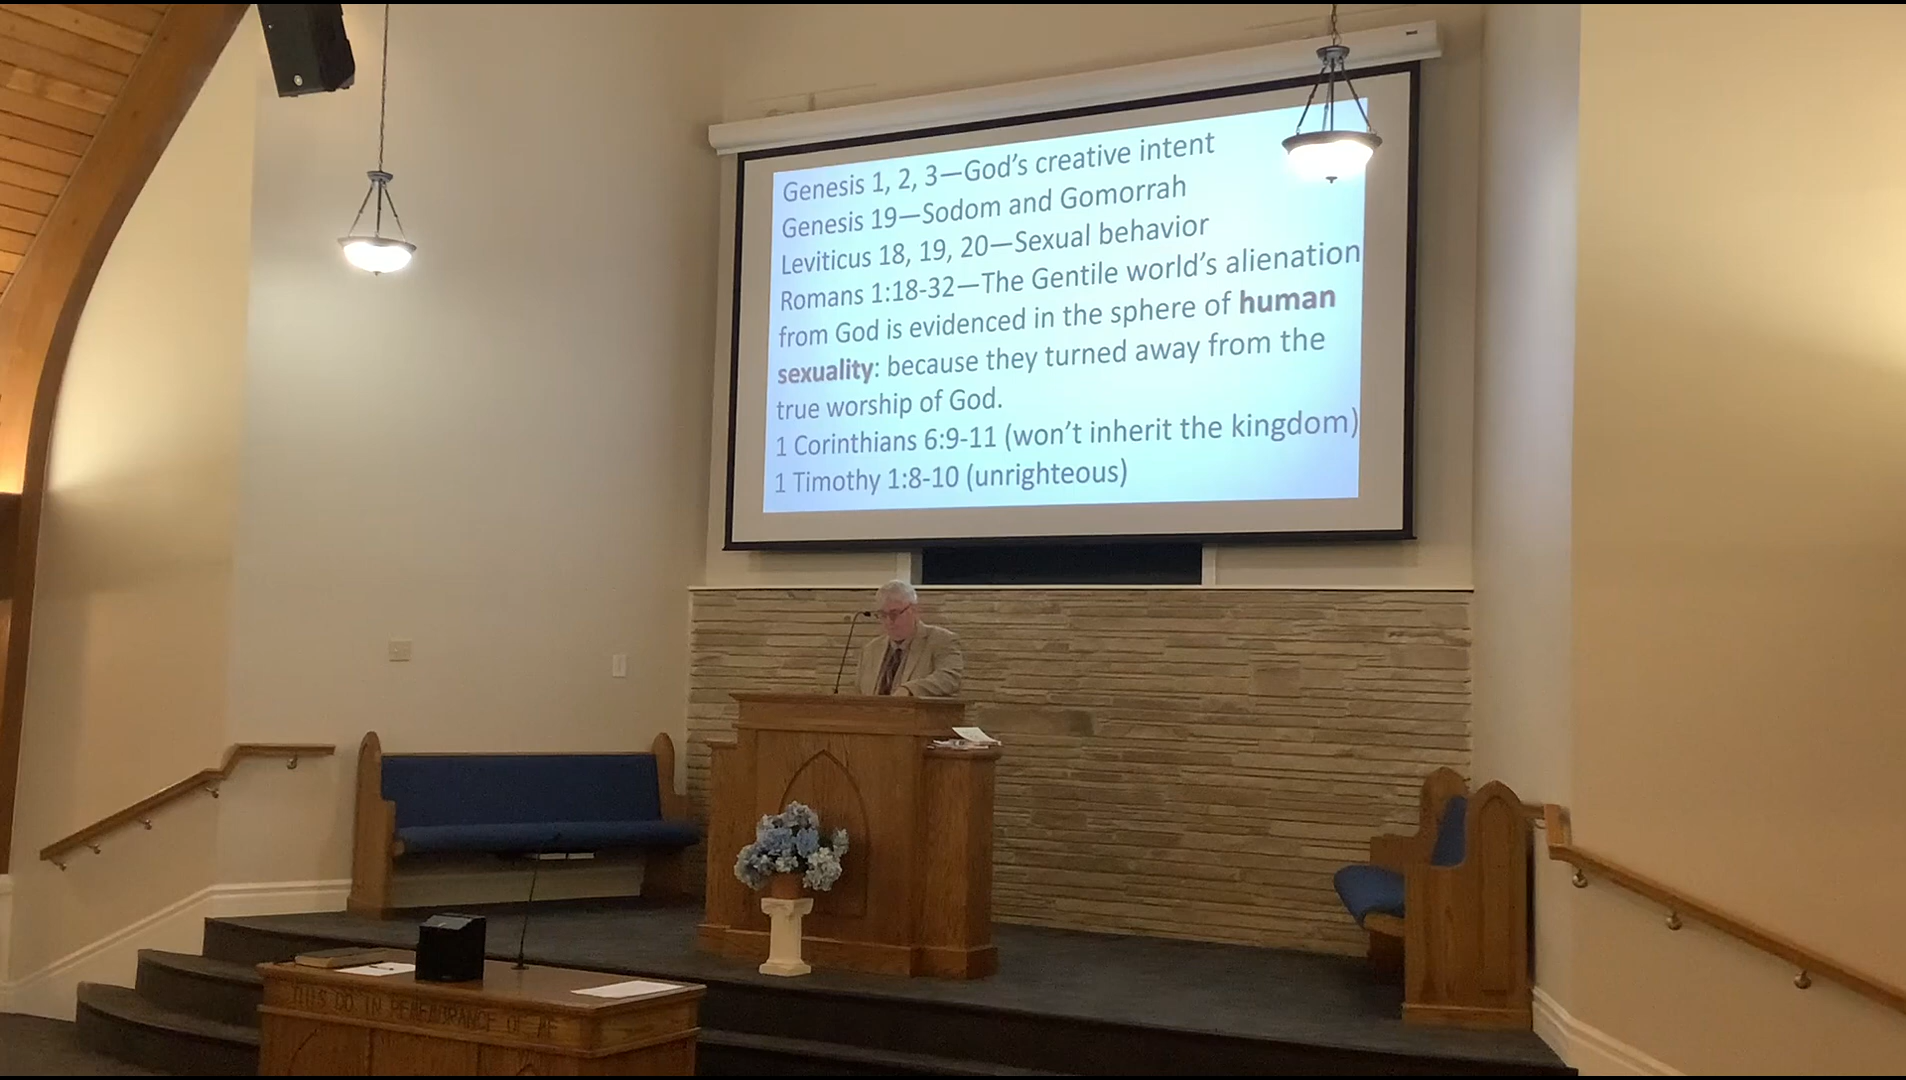 Genesis 1, 2, 3—God's creative intent
Genesis 19—Sodom and Gomorrah
Leviticus 18, 19, 20—Sexual behavior
Romans 1:18-32—The Gentile world's alienation
from God is evidenced in the sphere of human
sexuality: because they turned away from the
true worship of God.
1 Corinthians 6:9-11 (won't inherit the kingdom)
1 Timothy 1:8-10 (unrighteous)
THIS DO IN REMEMBRANCE OF ME